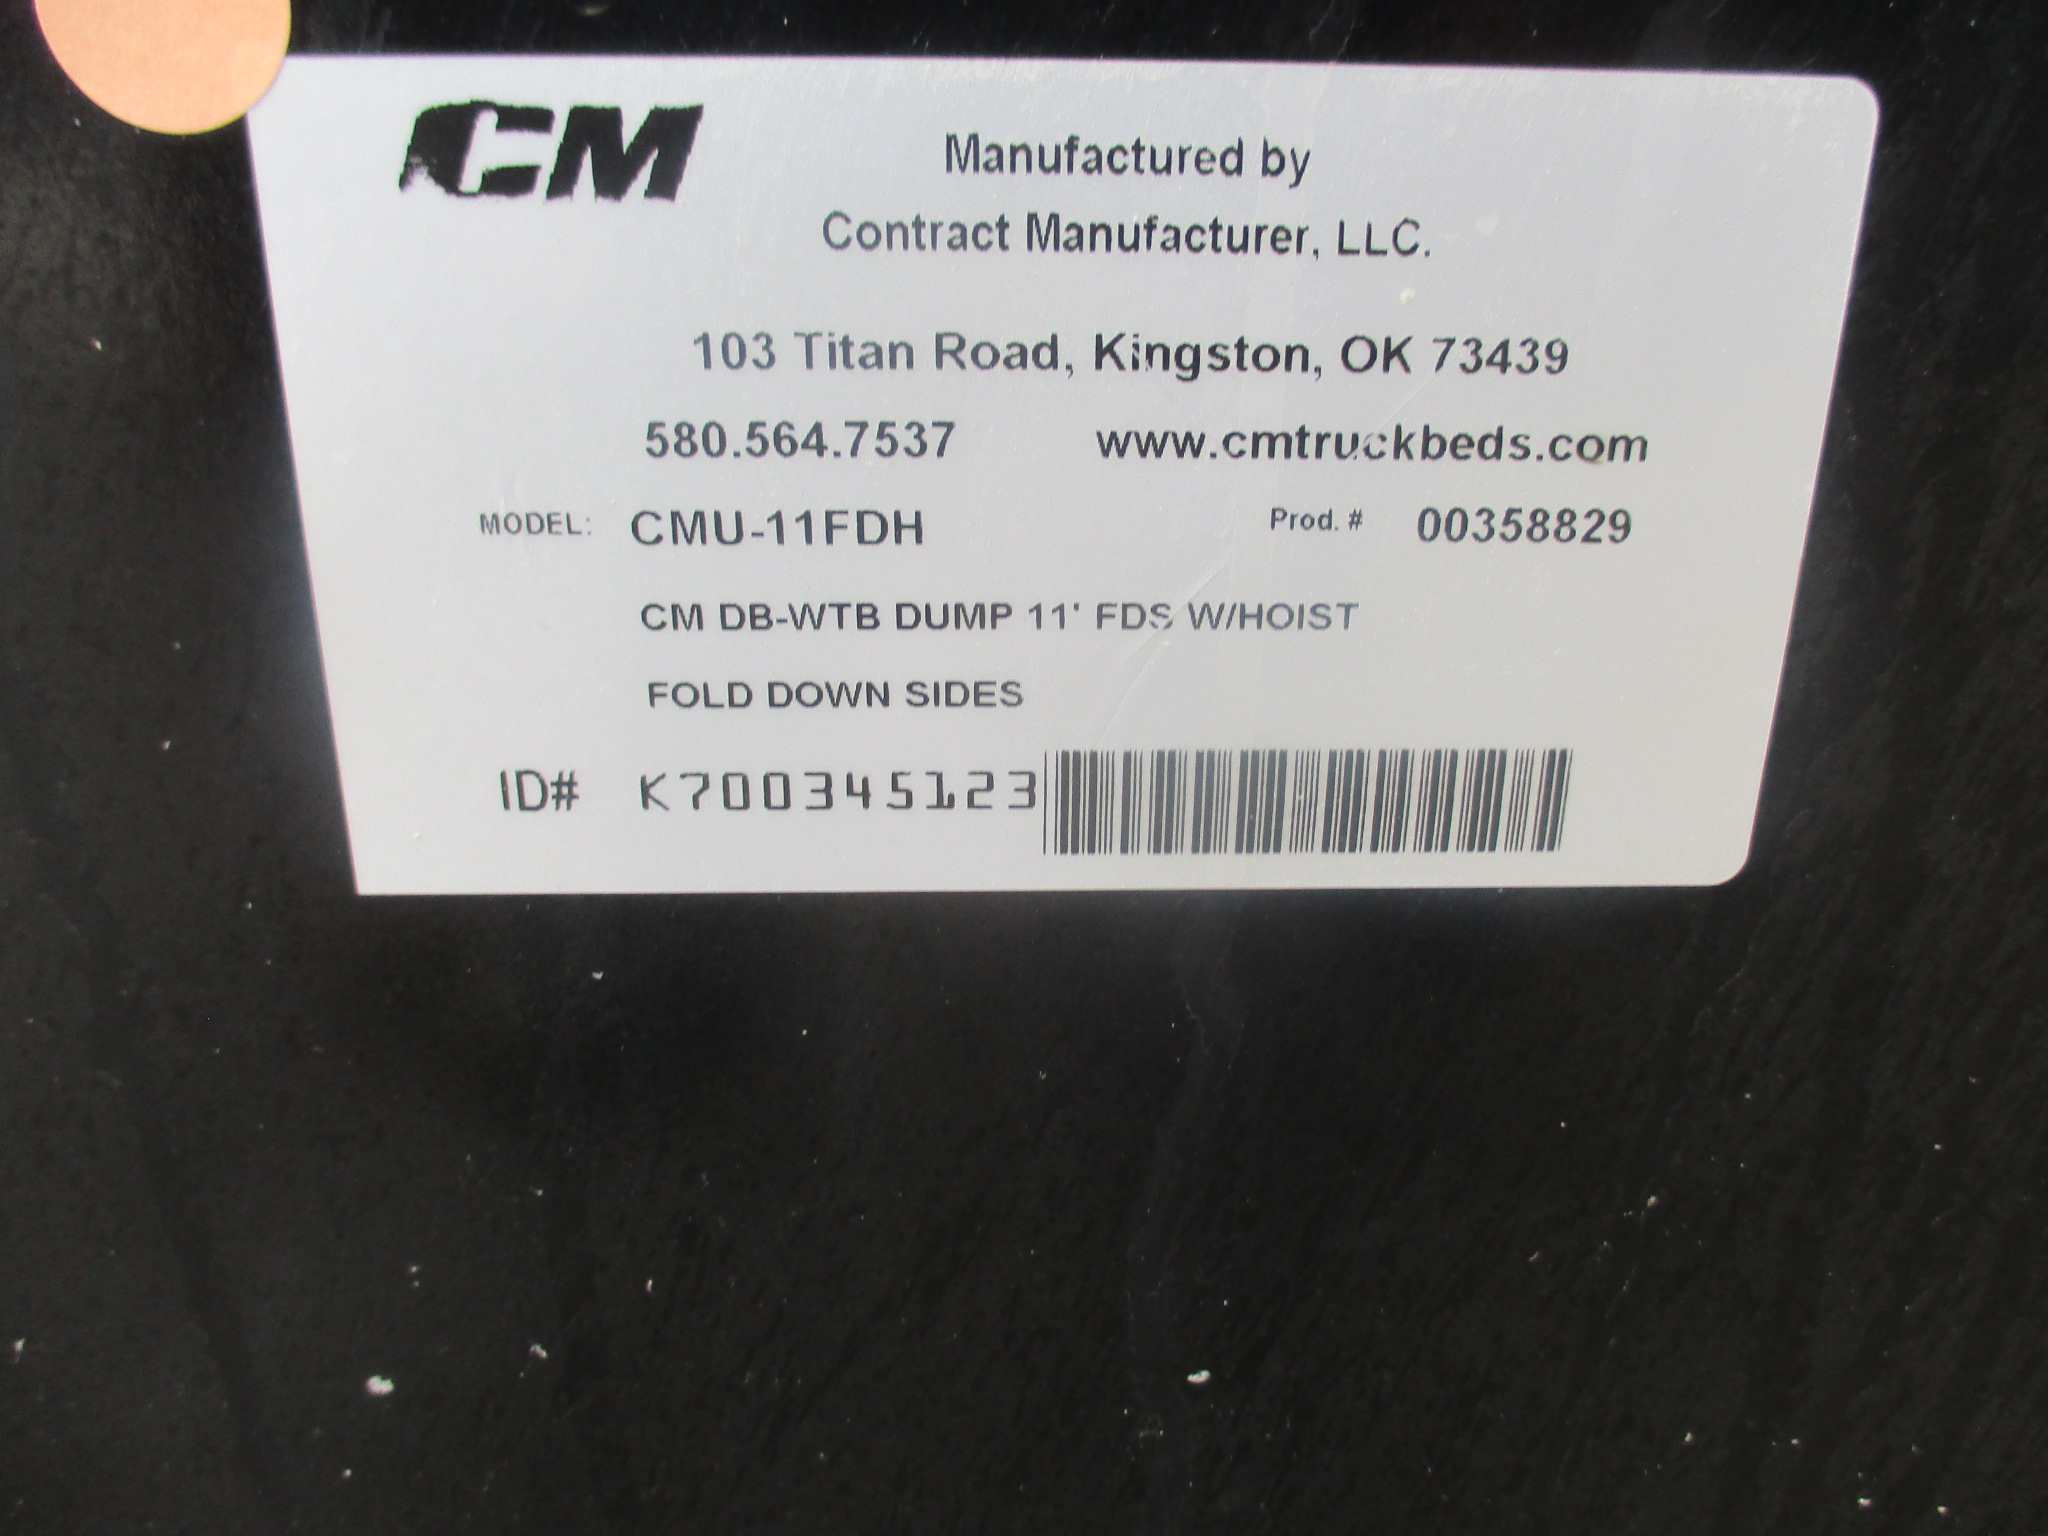 CM
Manufactured by
Contract Manufacturer, LLC.
103 Titan Road, Kingston, OK 73439
580.564.7537 www.cmtruckbeds.com
MODEL: CMU-11FDH Prod. # 00358829
CM DB-WTB DUMP 11' FDS W/HOIST
FOLD DOWN SIDES
ID# K700345123